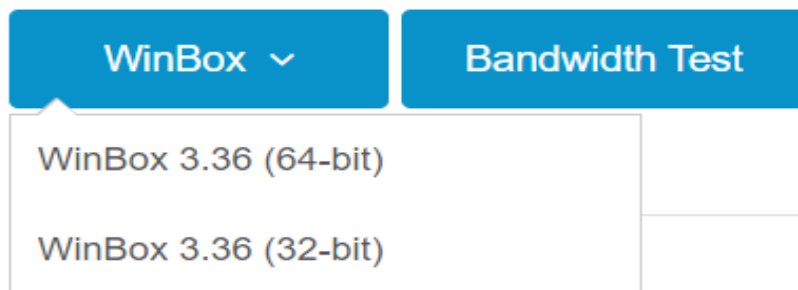 WinBox
Bandwidth Test
WinBox 3.36 (64-bit)
WinBox 3.36 (32-bit)